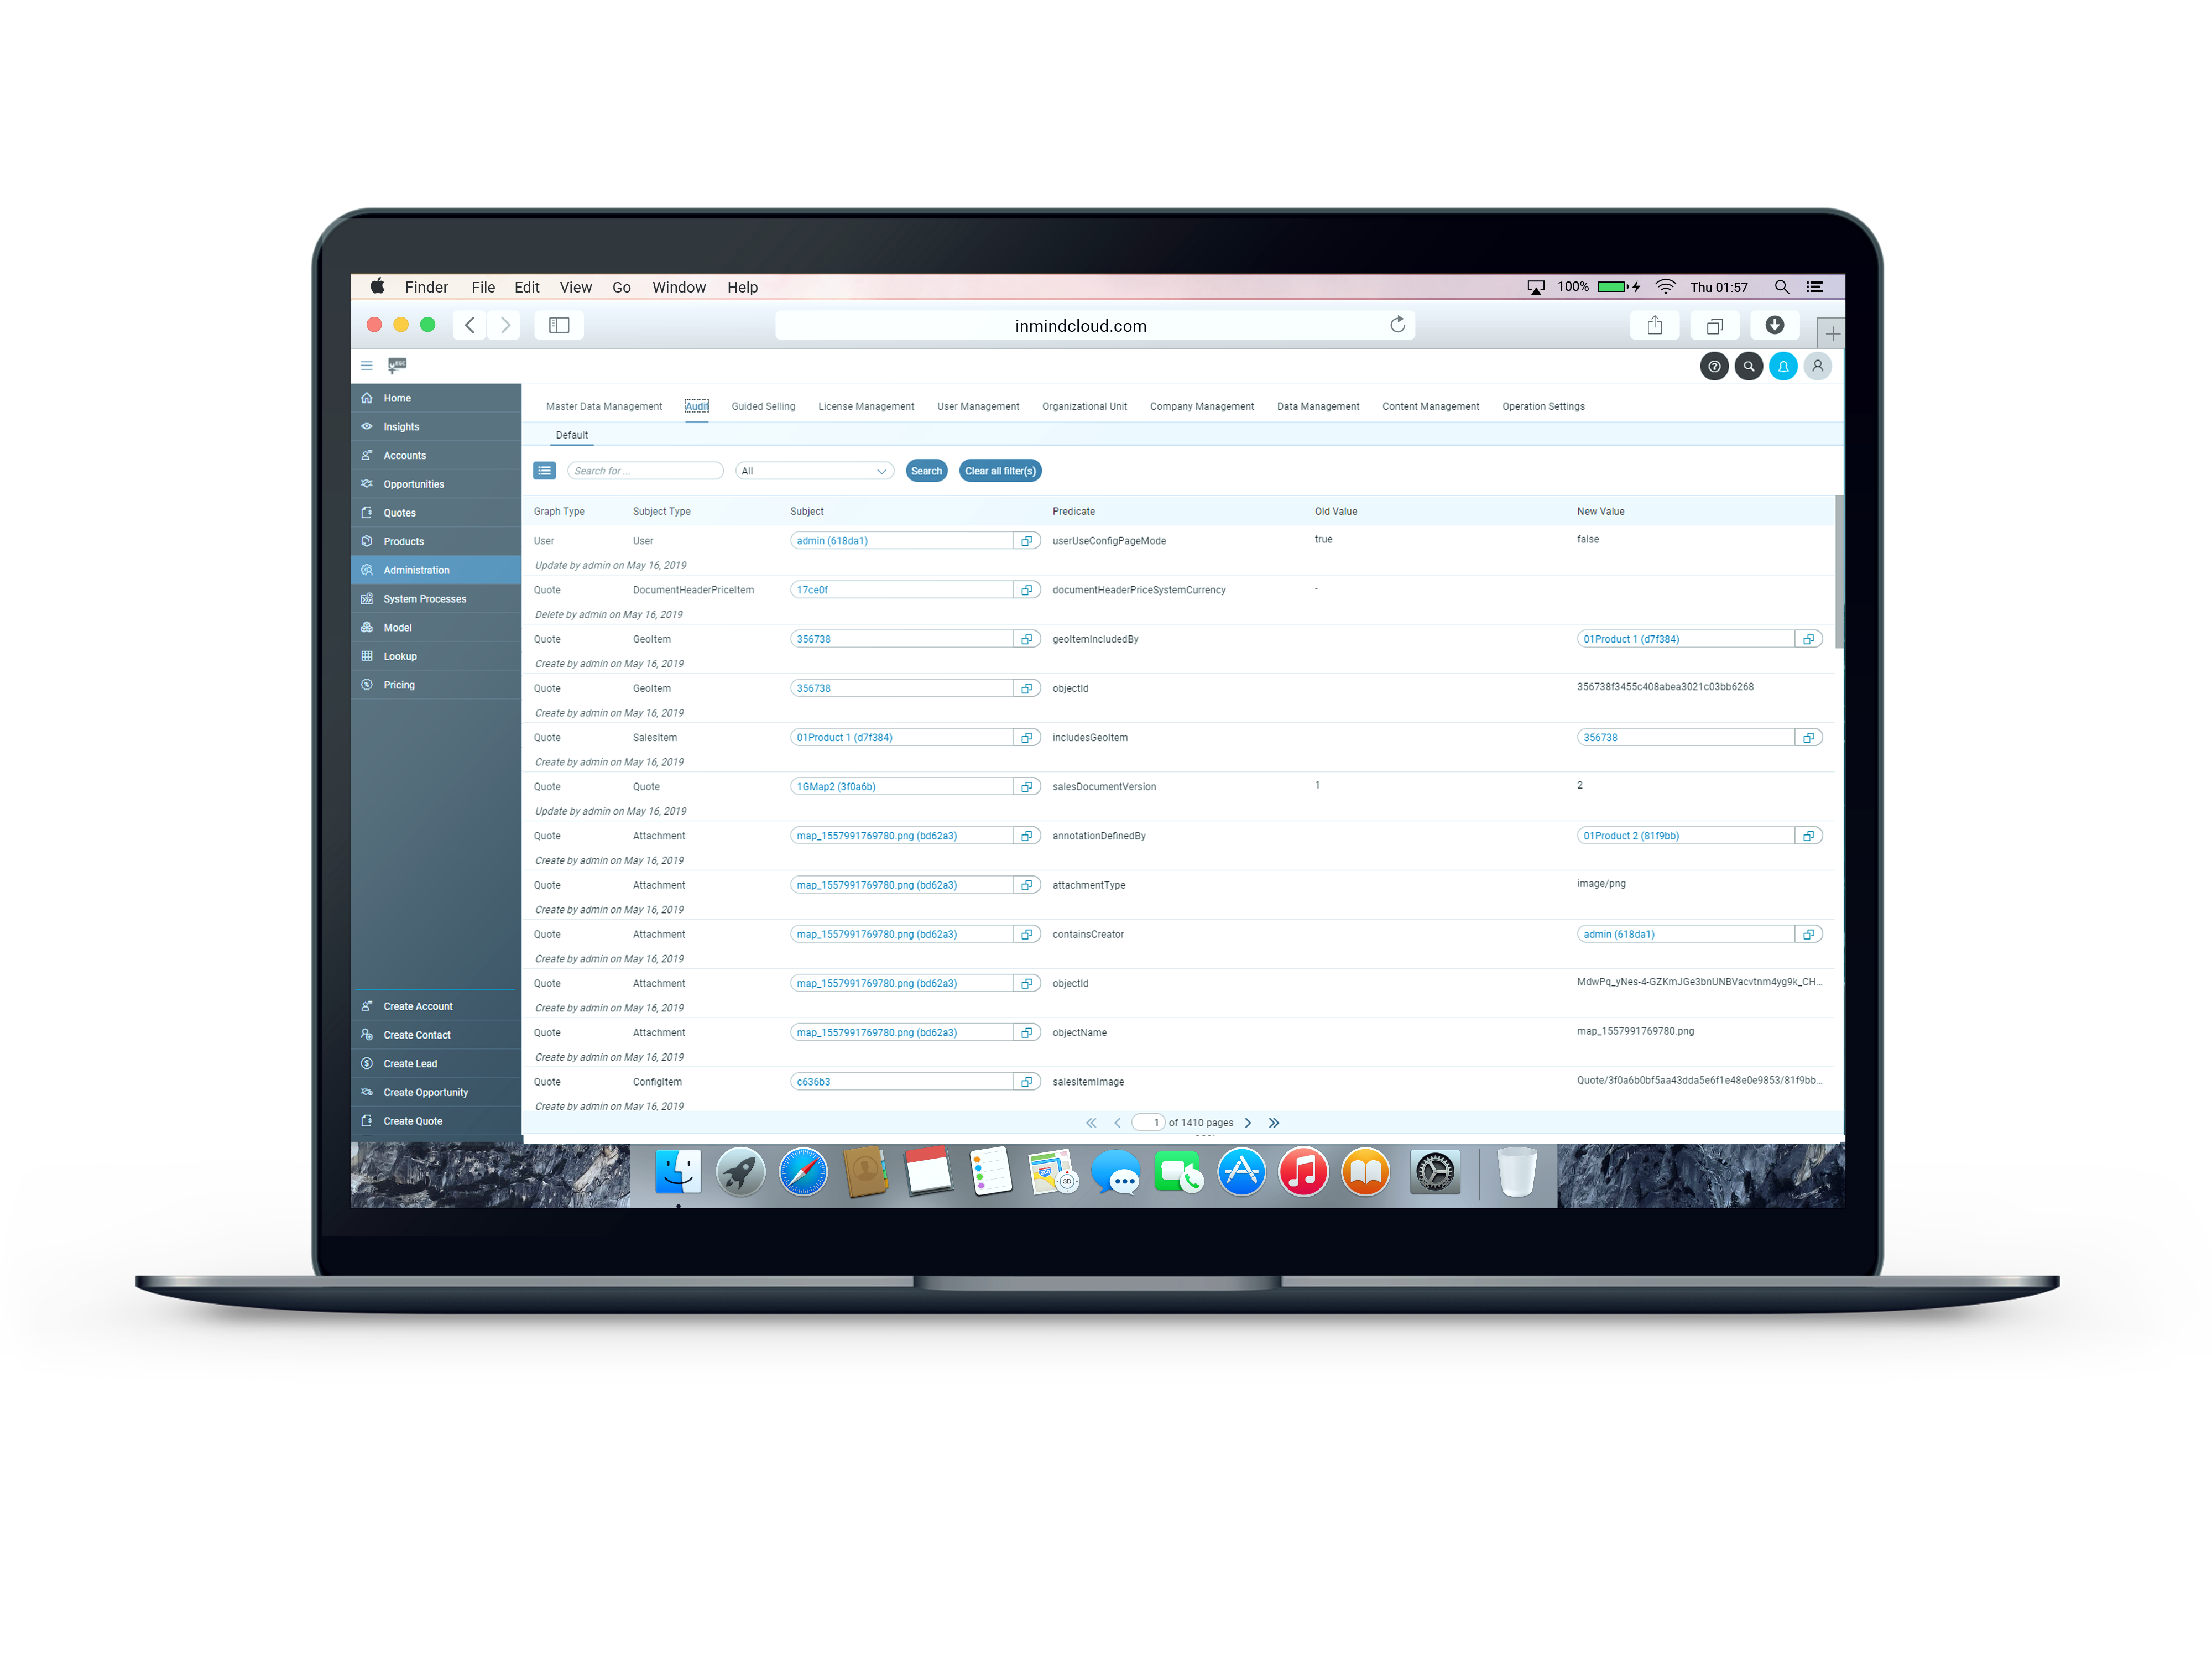 Finder File Edit View Go Window Help 100% Thu 01:57
inmindcloud.com
Home
Insights
Accounts
Opportunities
Quotes
Products
Administration
System Processes
Model
Lookup
Pricing
Create Account
Create Contact
Create Lead
Create Opportunity
Create Quote
Master Data Management Audit Guided Selling License Management User Management Organizational Unit Company Management Data Management Content Management Operation Settings
Default
Search for ... All Search Clear all filter(s)
Graph Type Subject Type Subject Predicate Old Value New Value
User User admin (618da1) userUseConfigPageMode true false
Update by admin on May 16, 2019
Quote DocumentHeaderPriceItem 17ce0f documentHeaderPriceSystemCurrency -
Delete by admin on May 16, 2019
Quote GeoItem 356738 geoItemIncludedBy 01Product 1 (d7f384)
Create by admin on May 16, 2019
Quote GeoItem 356738 objectId 356738f3455c408abea3021c03bb6268
Create by admin on May 16, 2019
Quote SalesItem 01Product 1 (d7f384) includesGeoItem 356738
Create by admin on May 16, 2019
Quote Quote 1GMap2 (3f0a6b) salesDocumentVersion 1 2
Update by admin on May 16, 2019
Quote Attachment map_1557991769780.png (bd62a3) annotationDefinedBy 01Product 2 (81f9bb)
Create by admin on May 16, 2019
Quote Attachment map_1557991769780.png (bd62a3) attachmentType image/png
Create by admin on May 16, 2019
Quote Attachment map_1557991769780.png (bd62a3) containsCreator admin (618da1)
Create by admin on May 16, 2019
Quote Attachment map_1557991769780.png (bd62a3) objectId MdwPq_yNes-4-GZKmJGe3bnUNBVacvtnm4yg9k_CH...
Create by admin on May 16, 2019
Quote Attachment map_1557991769780.png (bd62a3) objectName map_1557991769780.png
Create by admin on May 16, 2019
Quote ConfigItem c636b3 salesItemImage Quote/3f0a6b0bf5aa43dda5e6f1e48e0e9853/81f9bb...
Create by admin on May 16, 2019
1 of 1410 pages
3D